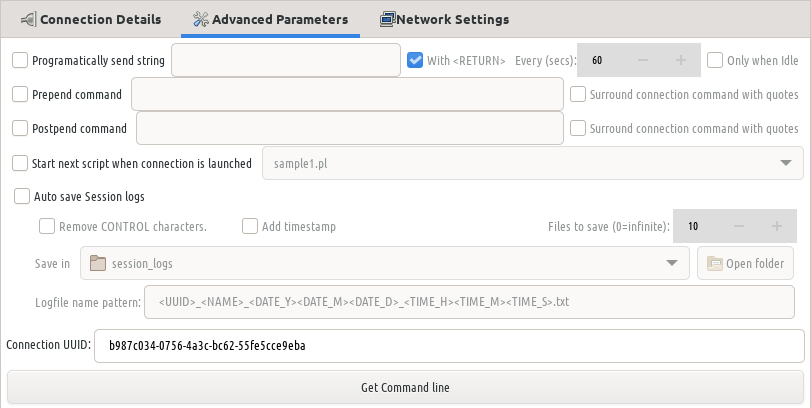 Connection Details Advanced Parameters Network Settings
Programatically send string With <RETURN> Every (secs): 60 Only when Idle
Prepend command Surround connection command with quotes
Postpend command Surround connection command with quotes
Start next script when connection is launched sample1.pl
Auto save Session logs
Remove CONTROL characters. Add timestamp Files to save (0=infinite): 10
Save in session_logs Open folder
Logfile name pattern: <UUID>_<NAME>_<DATE_Y><DATE_M><DATE_D>_<TIME_H><TIME_M><TIME_S>.txt
Connection UUID: b987c034-0756-4a3c-bc62-55fe5cce9eba
Get Command line